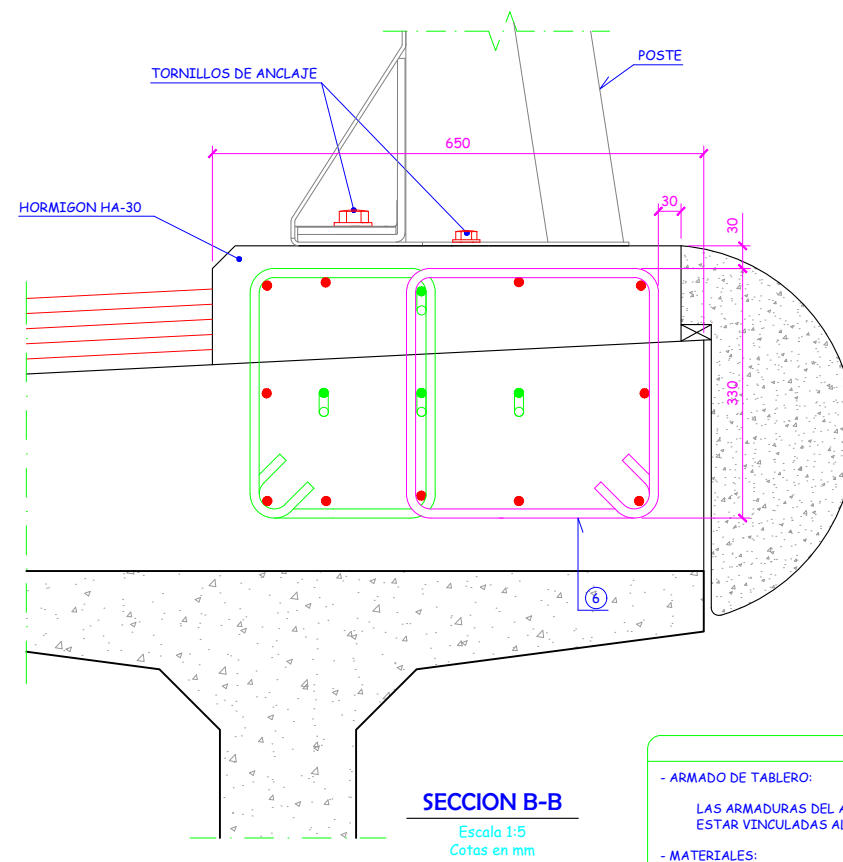 POSTE
TORNILLOS DE ANCLAJE
650
HORMIGON HA-30
30
30
330
6
SECCION B-B
Escala 1:5
Cotas en mm
- ARMADO DE TABLERO:
LAS ARMADURAS DEL
ESTAR VINCULADAS
- MATERIALES: